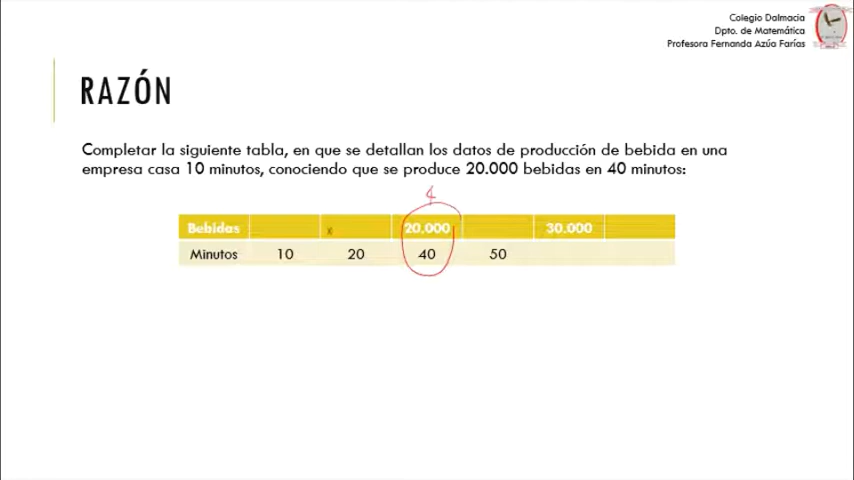 Colegio Dalmacia
Dpto. de Matemática
Profesora Fernanda Azúa Farías
RAZÓN
Completar la siguiente tabla, en que se detallan los datos de producción de bebida en una
empresa casa 10 minutos, conociendo que se produce 20.000 bebidas en 40 minutos:
4
Bebidas x 20.000 30.000
Minutos 10 20 40 50